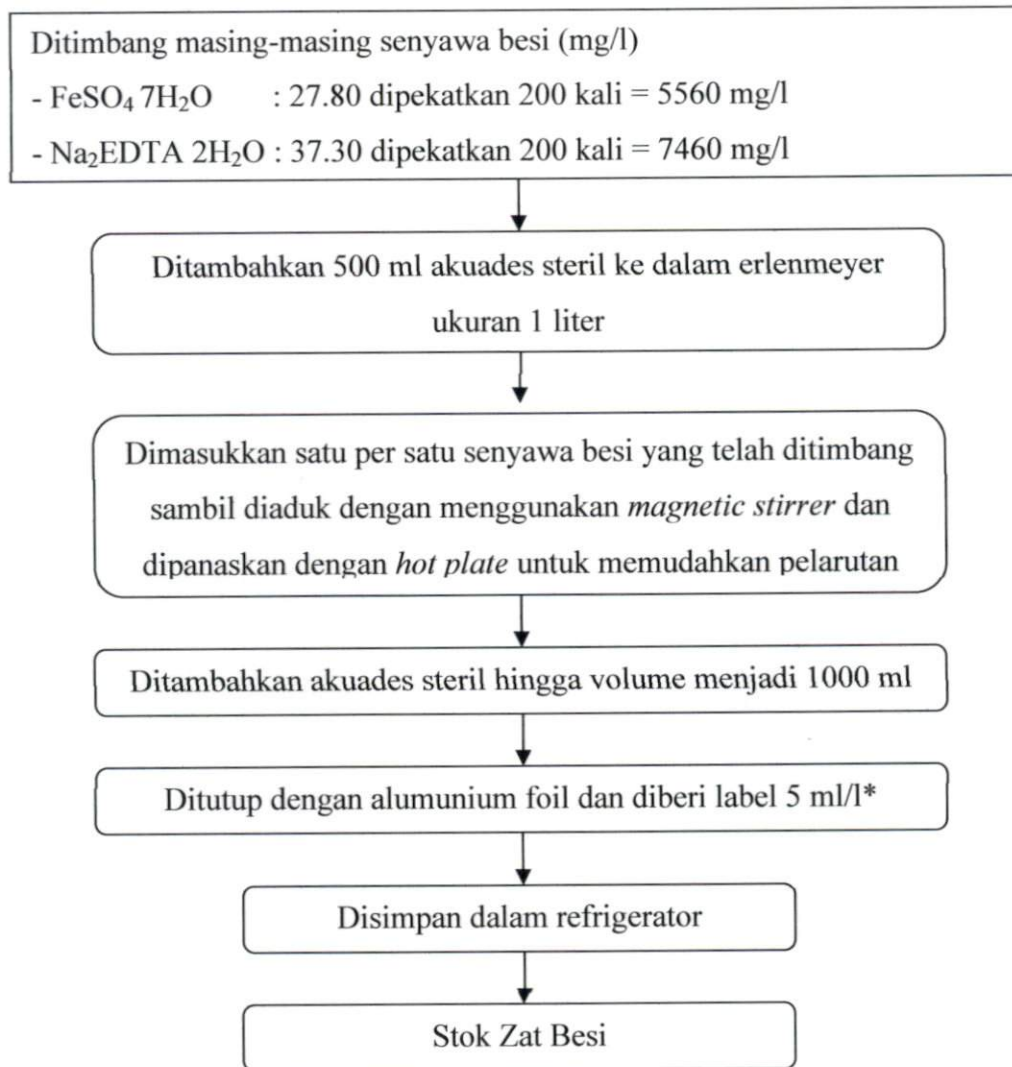 Ditimbang masing-masing senyawa besi (mg/l)
- FeSO₄ 7H₂O : 27.80 dipekatkan 200 kali = 5560 mg/l
- Na₂EDTA 2H₂O : 37.30 dipekatkan 200 kali = 7460 mg/l
Ditambahkan 500 ml akuades steril ke dalam erlenmeyer
ukuran 1 liter
Dimasukkan satu per satu senyawa besi yang telah ditimbang
sambil diaduk dengan menggunakan magnetic stirrer dan
dipanaskan dengan hot plate untuk memudahkan pelarutan
Ditambahkan akuades steril hingga volume menjadi 1000 ml
Ditutup dengan alumunium foil dan diberi label 5 ml/l*
Disimpan dalam refrigerator
Stok Zat Besi